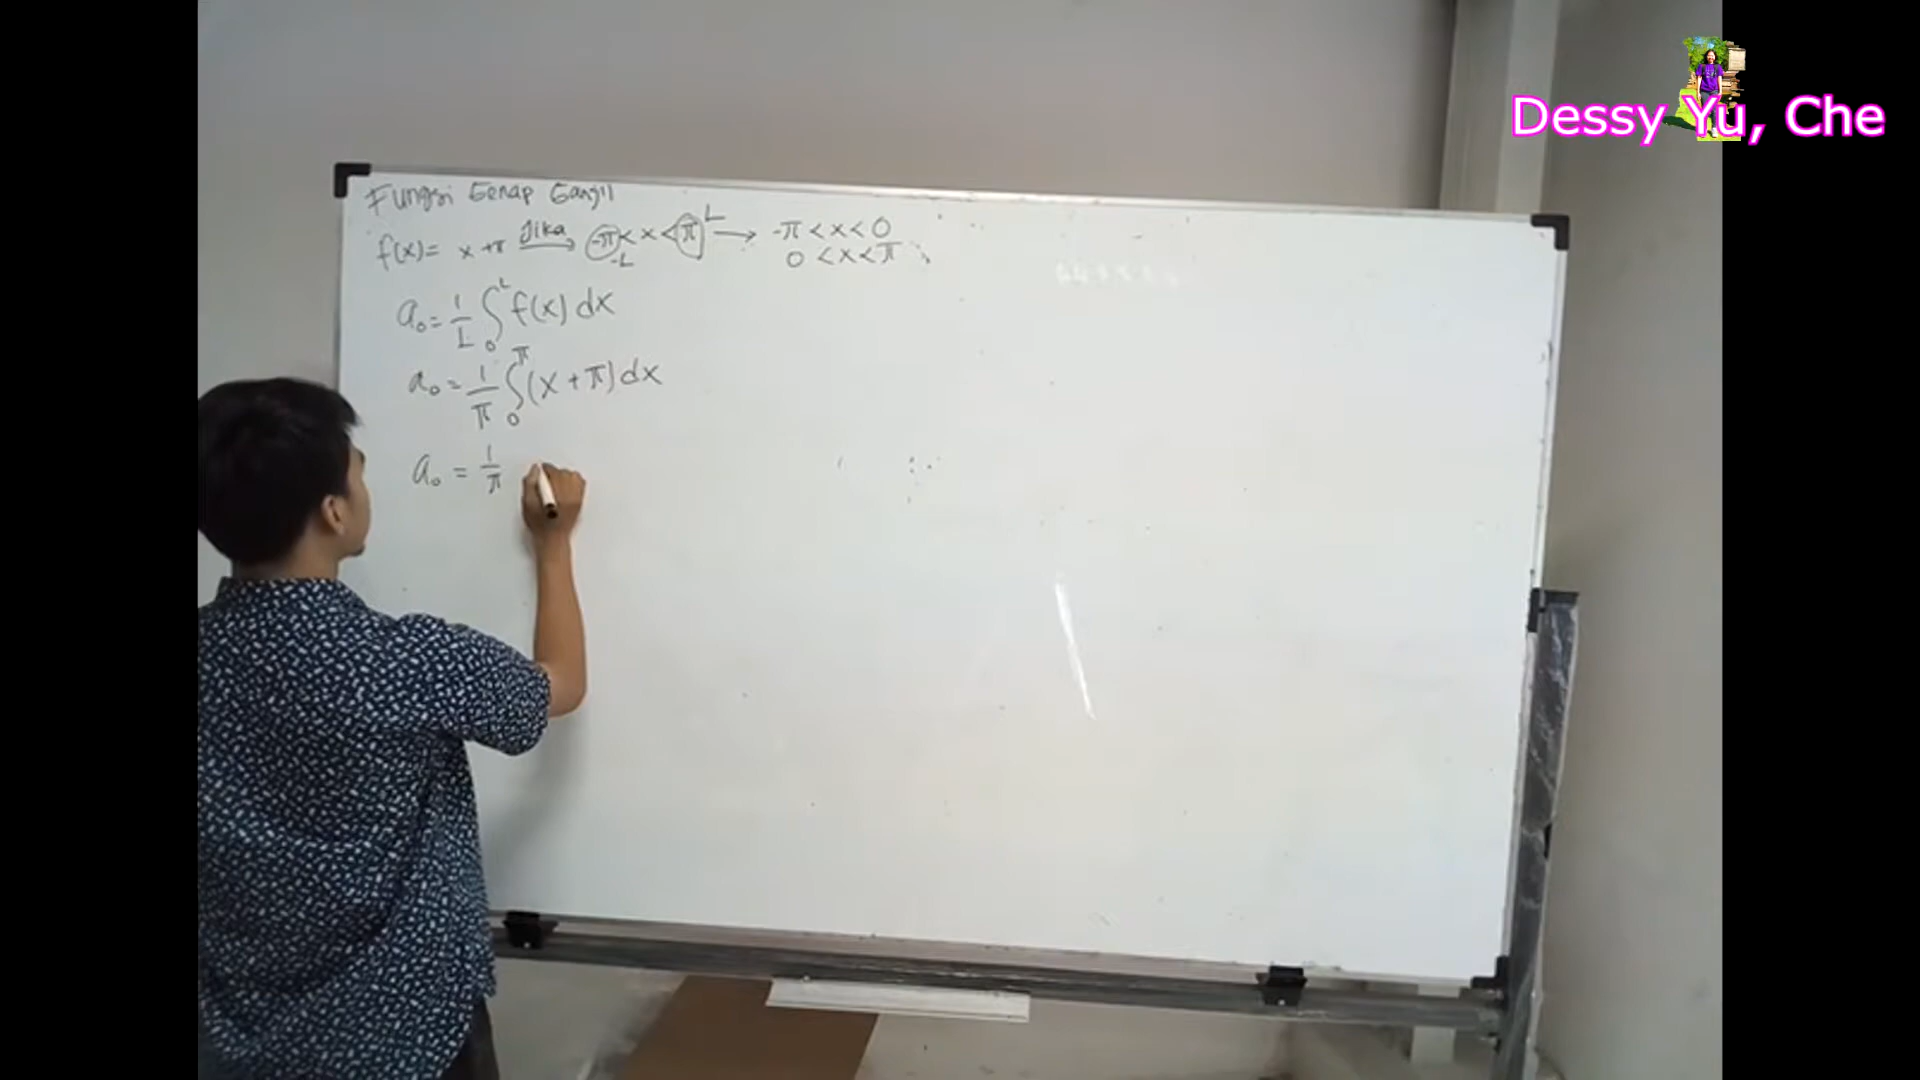 Dessy Yu, Che
Fungsi Genap Ganjil
f(x) = x + π Jika → -π < x < π → -π < x < 0
-L L 0 < x < π
a₀ = 1/L ∫₀ᴸ f(x) dx
a₀ = 1/π ∫₀^π (x + π) dx
a₀ = 1/π